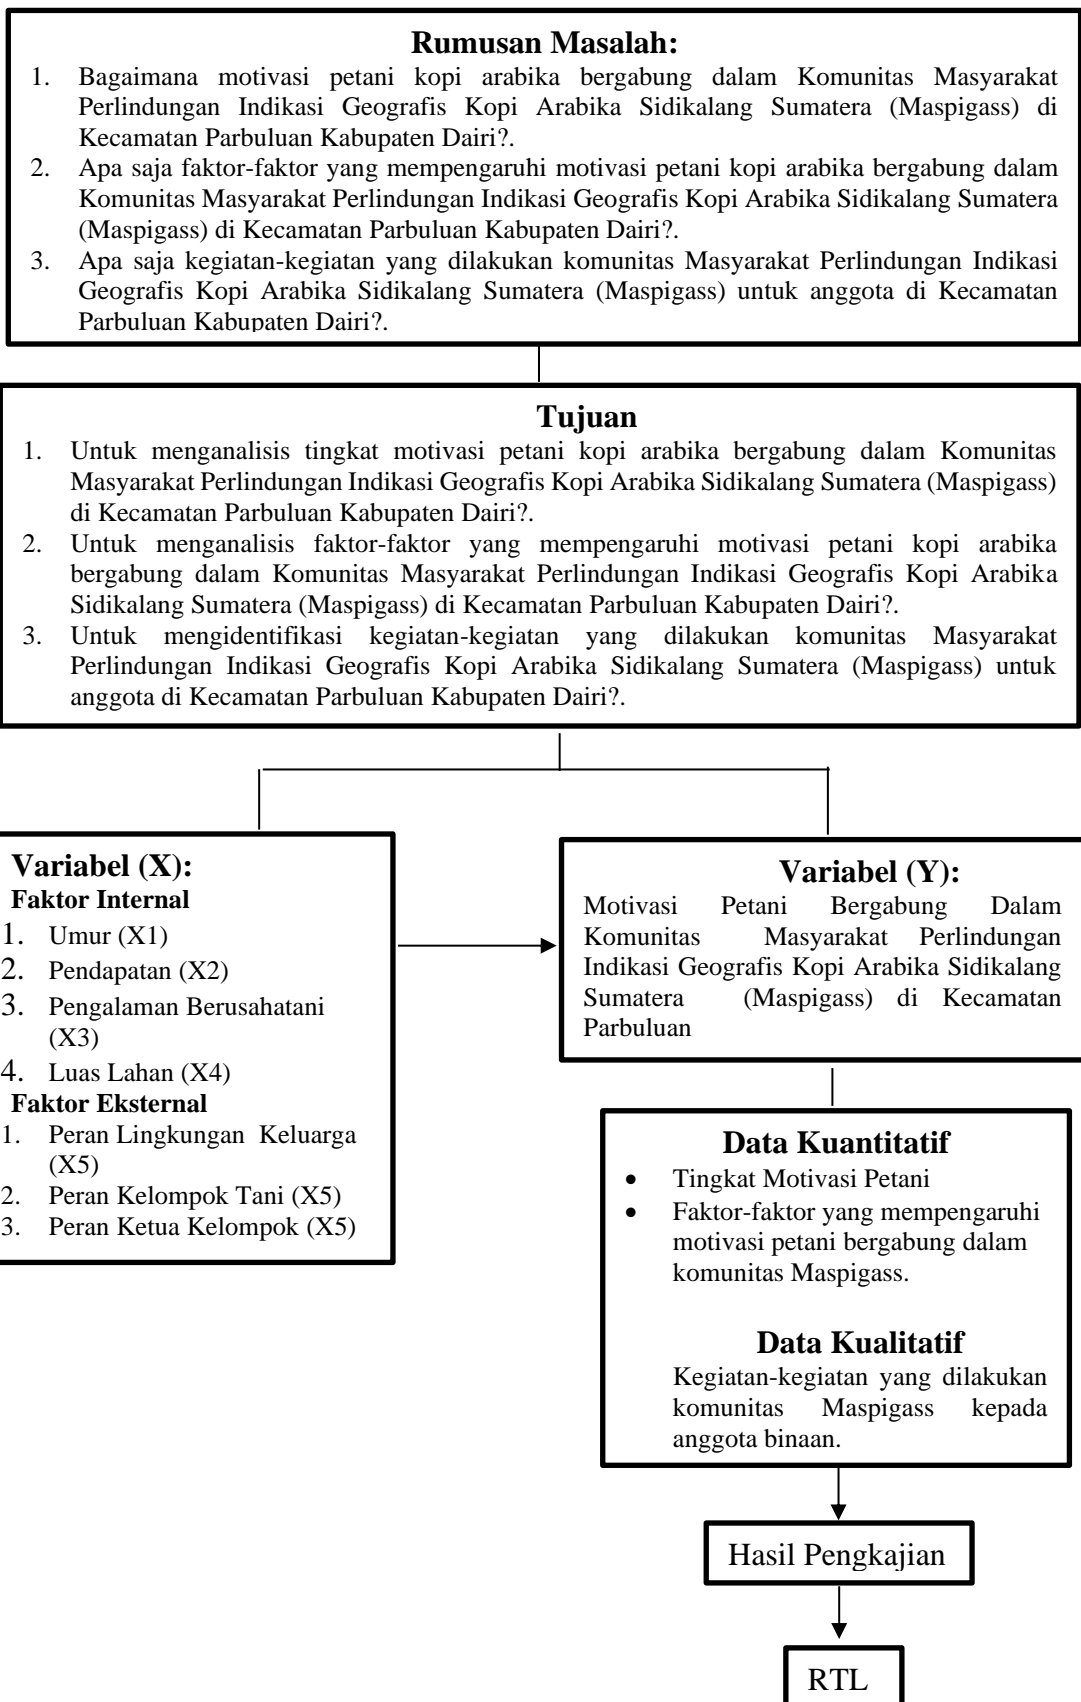 Rumusan Masalah:
1. Bagaimana motivasi petani kopi arabika bergabung dalam Komunitas Masyarakat
Perlindungan Indikasi Geografis Kopi Arabika Sidikalang Sumatera (Maspigass) di
Kecamatan Parbuluan Kabupaten Dairi?.
2. Apa saja faktor-faktor yang mempengaruhi motivasi petani kopi arabika bergabung dalam
Komunitas Masyarakat Perlindungan Indikasi Geografis Kopi Arabika Sidikalang Sumatera
(Maspigass) di Kecamatan Parbuluan Kabupaten Dairi?.
3. Apa saja kegiatan-kegiatan yang dilakukan komunitas Masyarakat Perlindungan Indikasi
Geografis Kopi Arabika Sidikalang Sumatera (Maspigass) untuk anggota di Kecamatan
Parbuluan Kabupaten Dairi?.
Tujuan
1. Untuk menganalisis tingkat motivasi petani kopi arabika bergabung dalam Komunitas
Masyarakat Perlindungan Indikasi Geografis Kopi Arabika Sidikalang Sumatera (Maspigass)
di Kecamatan Parbuluan Kabupaten Dairi?.
2. Untuk menganalisis faktor-faktor yang mempengaruhi motivasi petani kopi arabika
bergabung dalam Komunitas Masyarakat Perlindungan Indikasi Geografis Kopi Arabika
Sidikalang Sumatera (Maspigass) di Kecamatan Parbuluan Kabupaten Dairi?.
3. Untuk mengidentifikasi kegiatan-kegiatan yang dilakukan komunitas Masyarakat
Perlindungan Indikasi Geografis Kopi Arabika Sidikalang Sumatera (Maspigass) untuk
anggota di Kecamatan Parbuluan Kabupaten Dairi?.
Variabel (X):
Faktor Internal
1. Umur (X1)
2. Pendapatan (X2)
3. Pengalaman Berusahatani
(X3)
4. Luas Lahan (X4)
Faktor Eksternal
1. Peran Lingkungan Keluarga
(X5)
2. Peran Kelompok Tani (X5)
3. Peran Ketua Kelompok (X5)
Variabel (Y):
Motivasi Petani Bergabung Dalam
Komunitas Masyarakat Perlindungan
Indikasi Geografis Kopi Arabika Sidikalang
Sumatera (Maspigass) di Kecamatan
Parbuluan
Data Kuantitatif
• Tingkat Motivasi Petani
• Faktor-faktor yang mempengaruhi
motivasi petani bergabung dalam
komunitas Maspigass.
Data Kualitatif
Kegiatan-kegiatan yang dilakukan
komunitas Maspigass kepada
anggota binaan.
Hasil Pengkajian
RTL